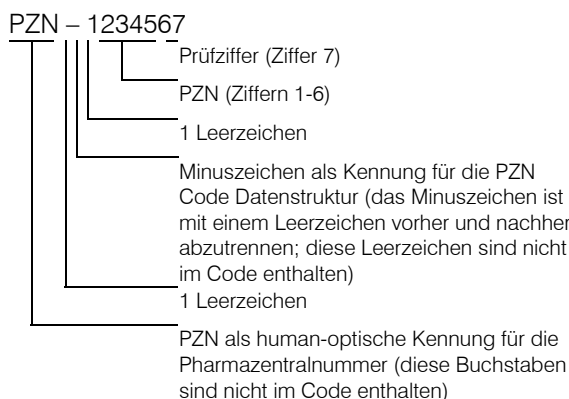 PZN – 1234567
Prüfziffer (Ziffer 7)
PZN (Ziffern 1-6)
1 Leerzeichen
Minuszeichen als Kennung für die PZN
Code Datenstruktur (das Minuszeichen ist
mit einem Leerzeichen vorher und nachher
abzutrennen; diese Leerzeichen sind nicht
im Code enthalten)
1 Leerzeichen
PZN als human-optische Kennung für die
Pharmazentralnummer (diese Buchstaben
sind nicht im Code enthalten)